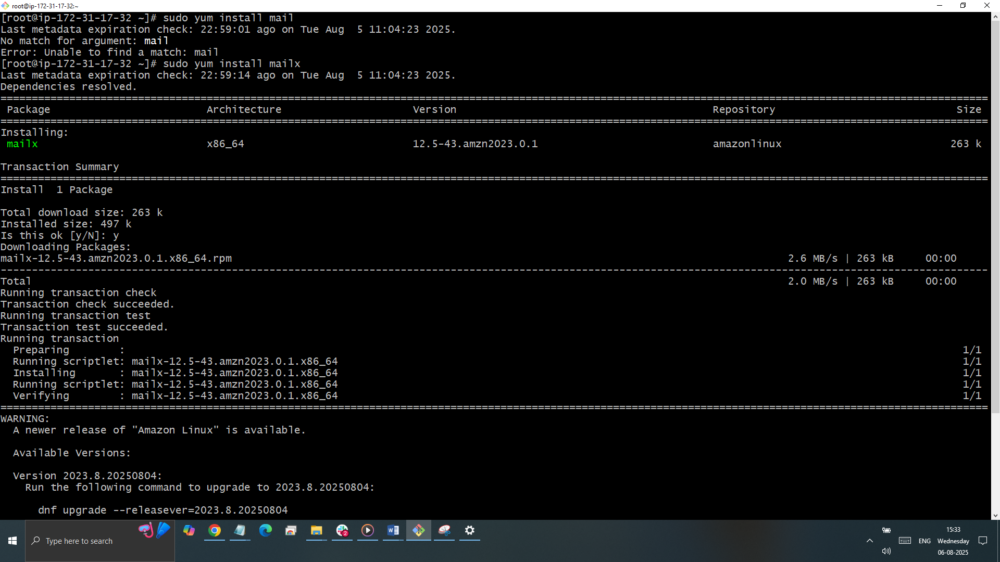 root@ip-172-31-17-32:~
[root@ip-172-31-17-32 ~]# sudo yum install mail
Last metadata expiration check: 22:59:01 ago on Tue Aug  5 11:04:23 2025.
No match for argument: mail
Error: Unable to find a match: mail
[root@ip-172-31-17-32 ~]# sudo yum install mailx
Last metadata expiration check: 22:59:14 ago on Tue Aug  5 11:04:23 2025.
Dependencies resolved.
Package Architecture Version Repository Size
Installing:
mailx x86_64 12.5-43.amzn2023.0.1 amazonlinux 263 k
Transaction Summary
Install  1 Package
Total download size: 263 k
Installed size: 497 k
Is this ok [y/N]: y
Downloading Packages:
mailx-12.5-43.amzn2023.0.1.x86_64.rpm 2.6 MB/s | 263 kB 00:00
Total 2.0 MB/s | 263 kB 00:00
Running transaction check
Transaction check succeeded.
Running transaction test
Transaction test succeeded.
Running transaction
Preparing : 1/1
Running scriptlet: mailx-12.5-43.amzn2023.0.1.x86_64 1/1
Installing : mailx-12.5-43.amzn2023.0.1.x86_64 1/1
Running scriptlet: mailx-12.5-43.amzn2023.0.1.x86_64 1/1
Verifying : mailx-12.5-43.amzn2023.0.1.x86_64 1/1
WARNING:
A newer release of "Amazon Linux" is available.
Available Versions:
Version 2023.8.20250804:
Run the following command to upgrade to 2023.8.20250804:
dnf upgrade --releasever=2023.8.20250804
Type here to search
2
W
ENG
15:33
Wednesday
06-08-2025